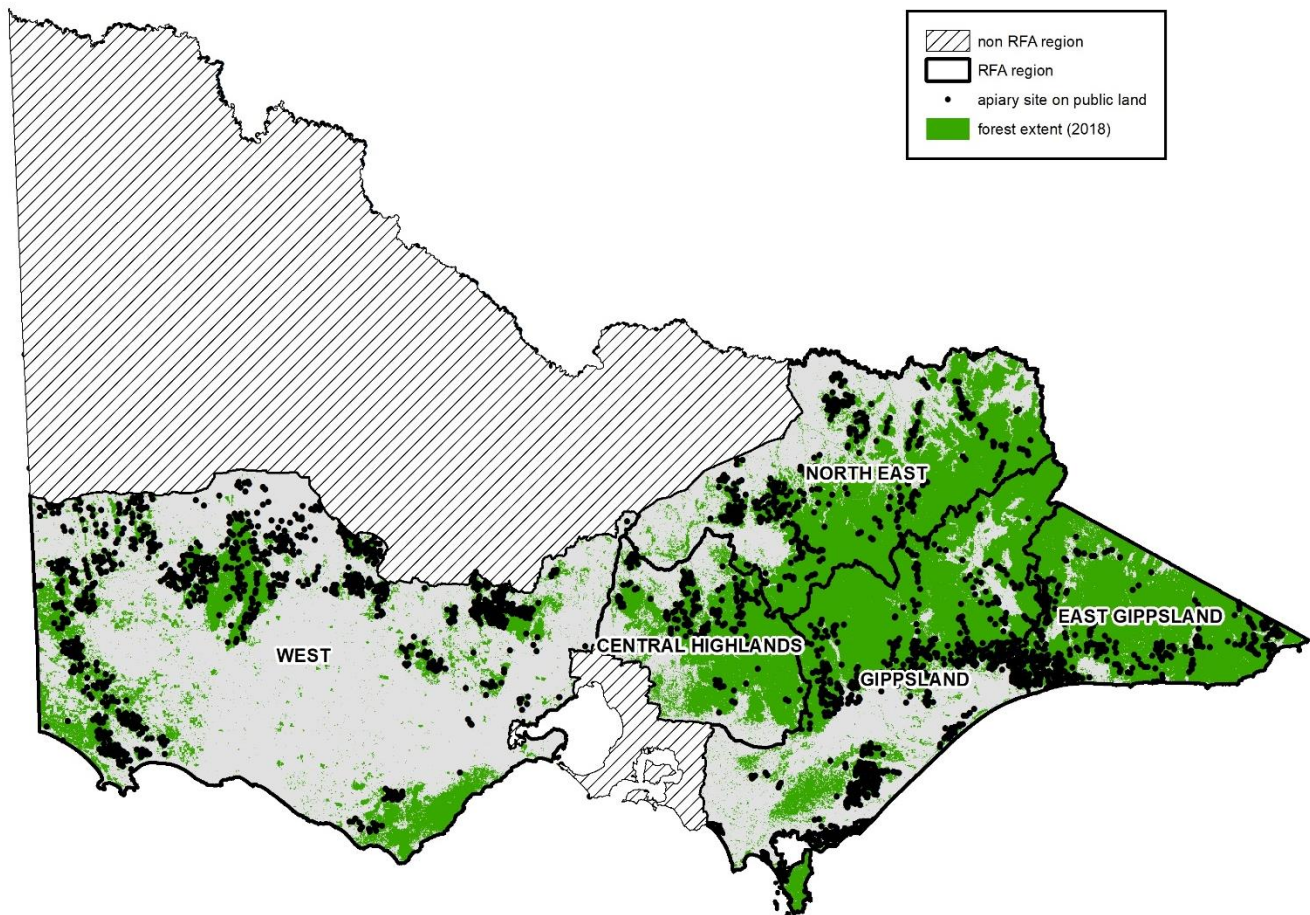 non RFA region
RFA region
apiary site on public land
forest extent (2018)
NORTH EAST
EAST GIPPSLAND
CENTRAL HIGHLANDS
WEST
GIPPSLAND